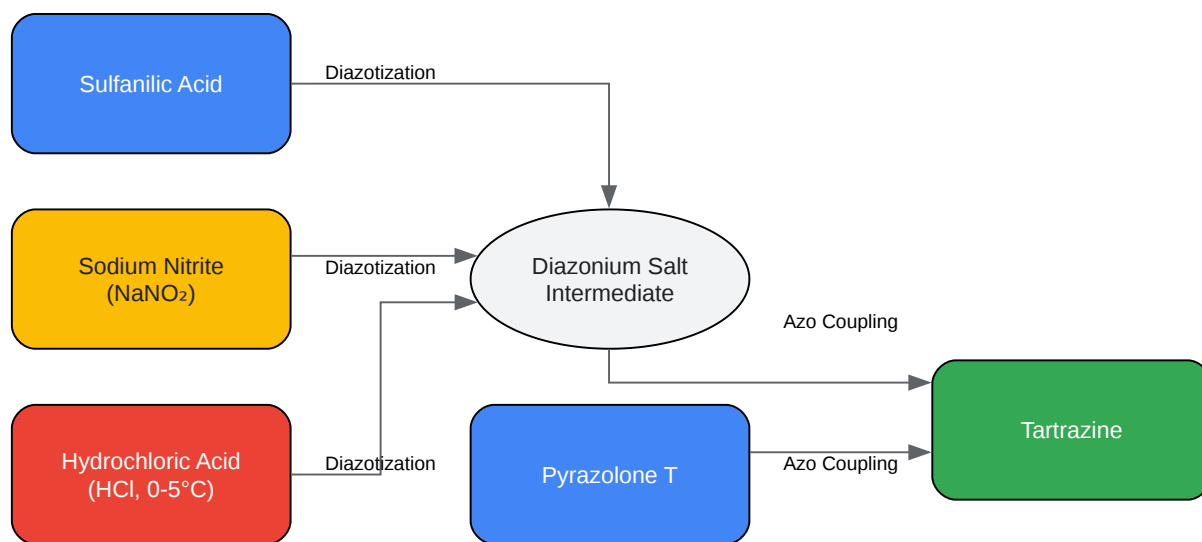 Sulfanilic Acid
Diazotization
Sodium Nitrite
(NaNO₂)
Diazotization
Diazonium Salt
Intermediate
Azo Coupling
Hydrochloric Acid
(HCl, 0-5°C)
Diazotization
Pyrazolone T
Azo Coupling
Tartrazine